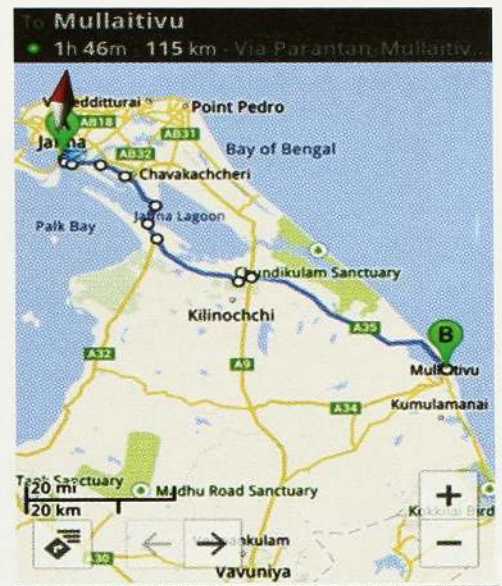 To Mullaitivu
1h 46m · 115 km · Via Parantan-Mullaitiv...
Point Pedro
AB18
AB31
AB32
Bay of Bengal
Chavakachcheri
Jaffna Lagoon
Palk Bay
Chundikulam Sanctuary
Kilinochchi
A35
B
A32
A9
Mullaitivu
A34
Kumulamanai
20 mi
Madhu Road Sanctuary
20 km
Bird
A30
Vavuniya